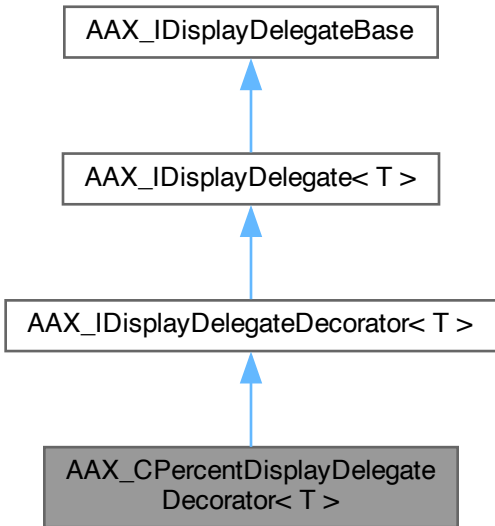 AAX_IDisplayDelegateBase
AAX_IDisplayDelegate< T >
AAX_IDisplayDelegateDecorator< T >
AAX_CPercentDisplayDelegate
Decorator< T >